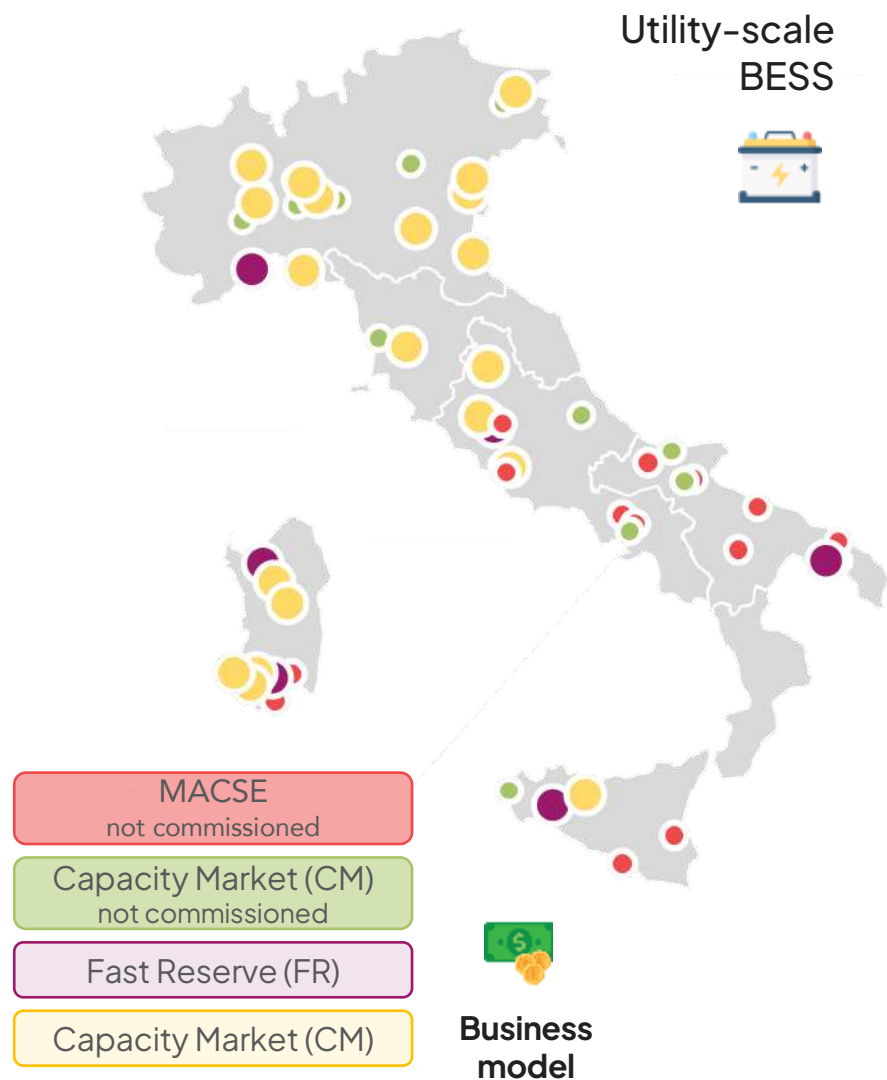 Utility-scale
BESS
MACSE
not commissioned
Capacity Market (CM)
not commissioned
Fast Reserve (FR)
Capacity Market (CM)
Business
model